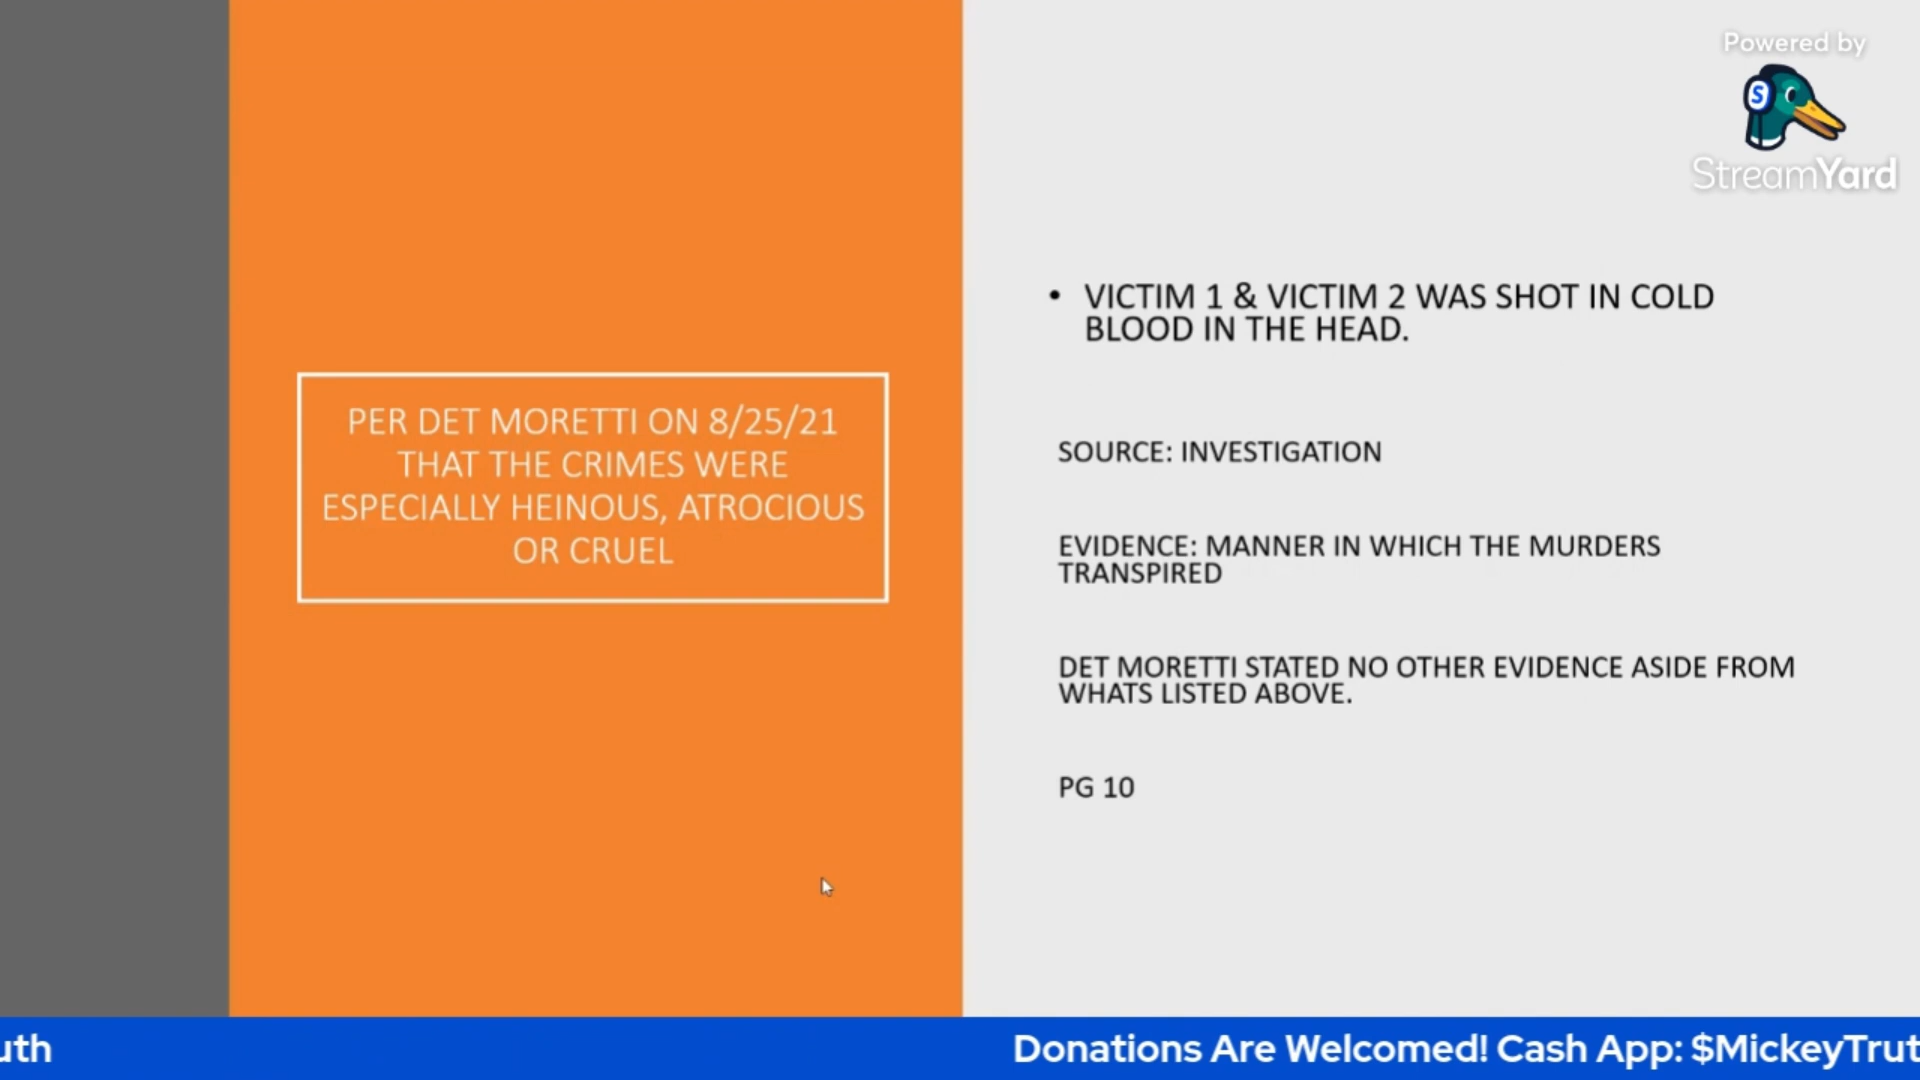 Powered by
StreamYard
PER DET MORETTI ON 8/25/21
THAT THE CRIMES WERE
ESPECIALLY HEINOUS, ATROCIOUS
OR CRUEL
• VICTIM 1 & VICTIM 2 WAS SHOT IN COLD
BLOOD IN THE HEAD.
SOURCE: INVESTIGATION
EVIDENCE: MANNER IN WHICH THE MURDERS
TRANSPIRED
DET MORETTI STATED NO OTHER EVIDENCE ASIDE FROM
WHATS LISTED ABOVE.
PG 10
uth Donations Are Welcomed! Cash App: $MickeyTrut